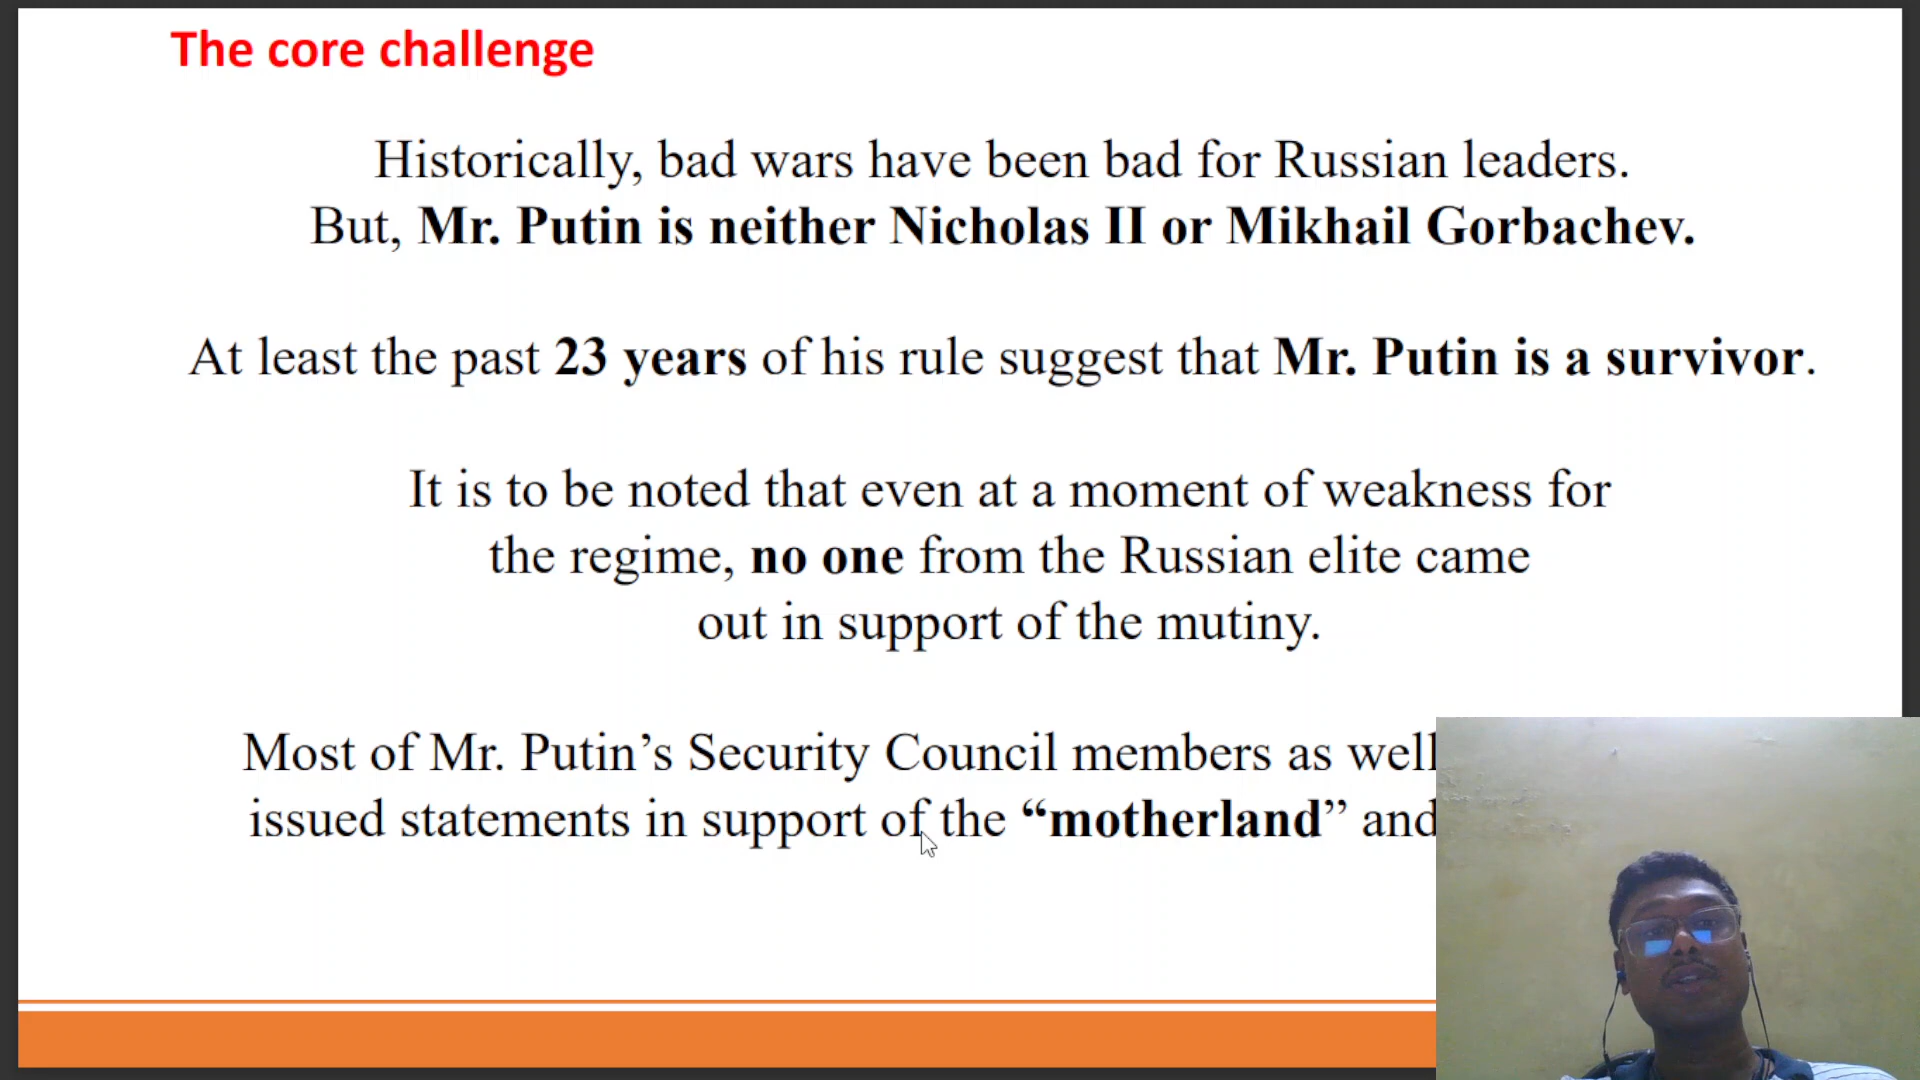 The core challenge
Historically, bad wars have been bad for Russian leaders.
But, Mr. Putin is neither Nicholas II or Mikhail Gorbachev.
At least the past 23 years of his rule suggest that Mr. Putin is a survivor.
It is to be noted that even at a moment of weakness for
the regime, no one from the Russian elite came
out in support of the mutiny.
Most of Mr. Putin’s Security Council members as well
issued statements in support of the “motherland” and